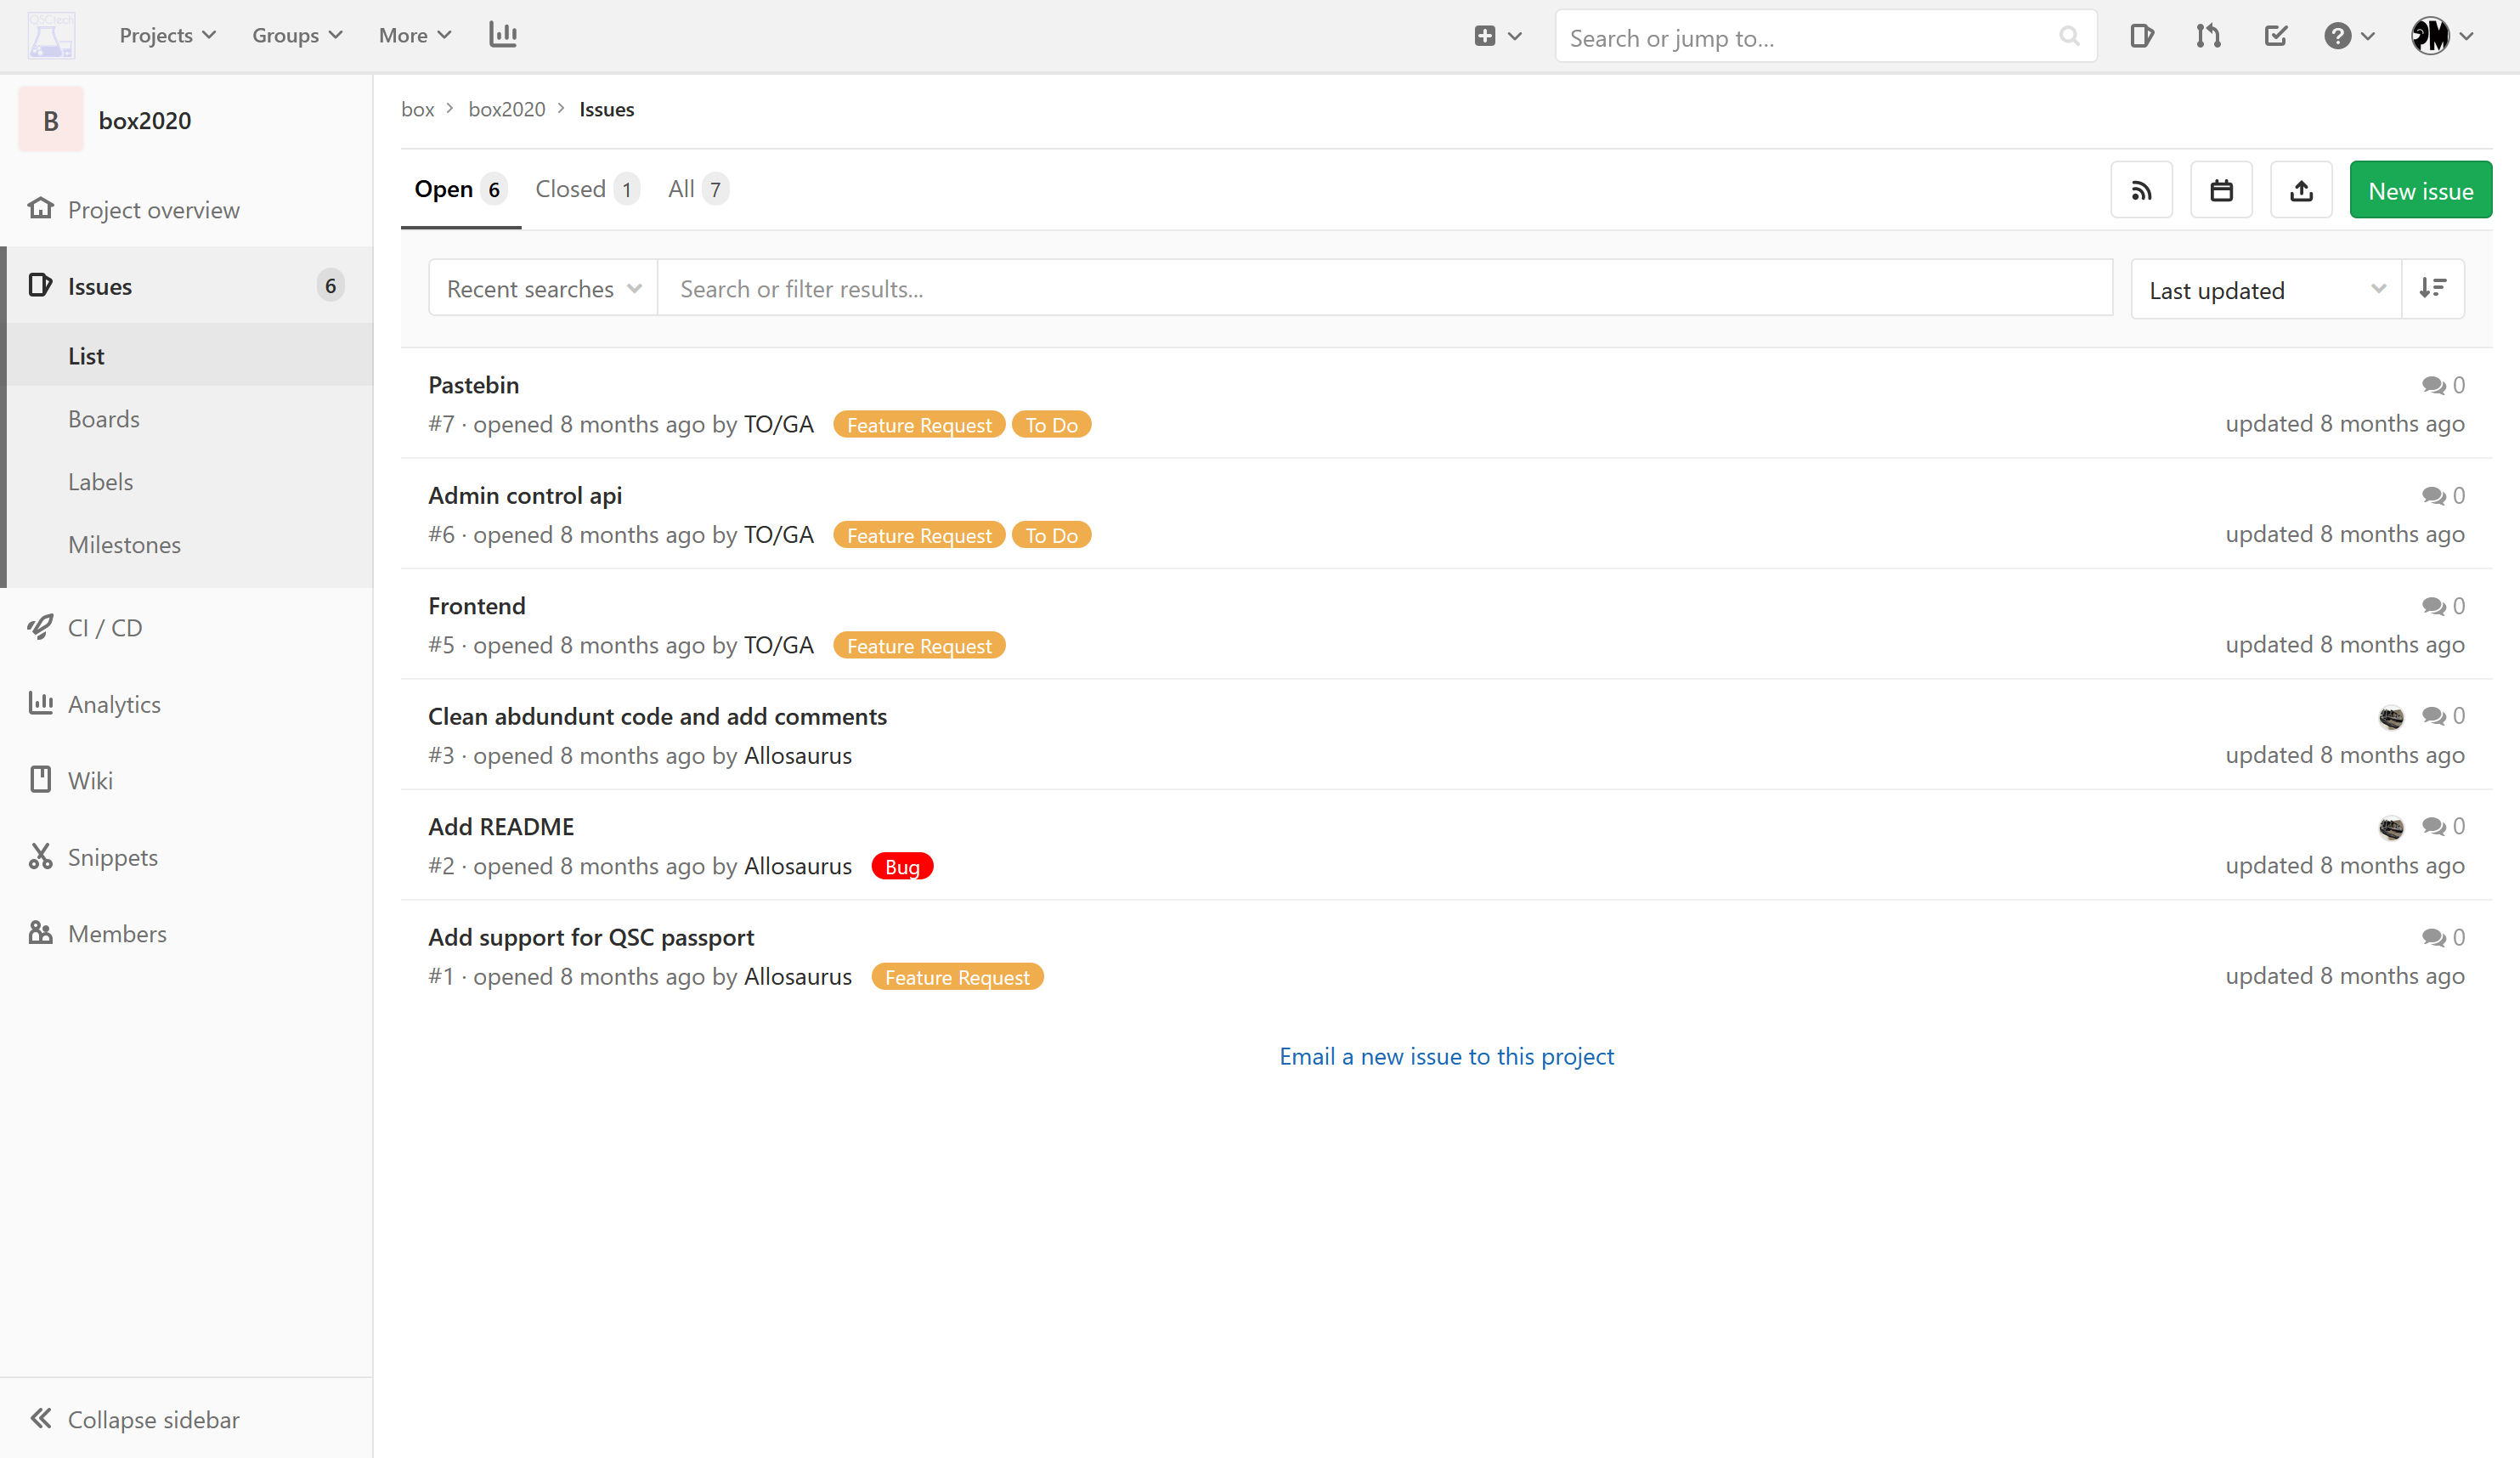 QSCtech
Projects Groups More
Search or jump to...
B box2020
Project overview
Issues 6
List
Boards
Labels
Milestones
CI / CD
Analytics
Wiki
Snippets
Members
Collapse sidebar
box > box2020 > Issues
Open 6 Closed 1 All 7
New issue
Recent searches Search or filter results...
Last updated
Pastebin
0
#7 · opened 8 months ago by TO/GA Feature Request To Do
updated 8 months ago
Admin control api
0
#6 · opened 8 months ago by TO/GA Feature Request To Do
updated 8 months ago
Frontend
0
#5 · opened 8 months ago by TO/GA Feature Request
updated 8 months ago
Clean abdundunt code and add comments
0
#3 · opened 8 months ago by Allosaurus
updated 8 months ago
Add README
0
#2 · opened 8 months ago by Allosaurus Bug
updated 8 months ago
Add support for QSC passport
0
#1 · opened 8 months ago by Allosaurus Feature Request
updated 8 months ago
Email a new issue to this project